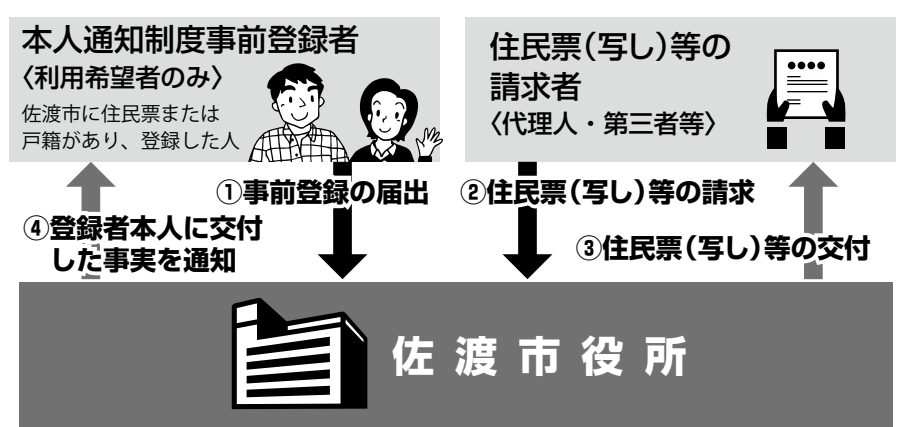 本人通知制度事前登録者
〈利用希望者のみ〉
佐渡市に住民票または
戸籍があり、登録した人
住民票(写し)等の
請求者
〈代理人・第三者等〉
①事前登録の届出
②住民票(写し)等の請求
④登録者本人に交付
した事実を通知
③住民票(写し)等の交付
佐渡市役所